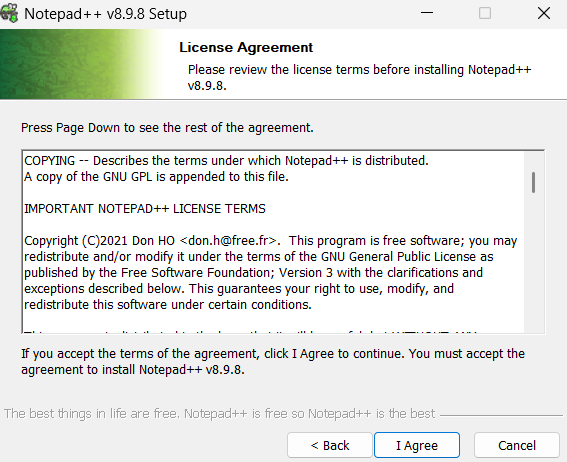 Notepad++ v8.9.8 Setup
License Agreement
Please review the license terms before installing Notepad++
v8.9.8.
Press Page Down to see the rest of the agreement.
COPYING -- Describes the terms under which Notepad++ is distributed.
A copy of the GNU GPL is appended to this file.
IMPORTANT NOTEPAD++ LICENSE TERMS
Copyright (C)2021 Don HO <don.h@free.fr>.  This program is free software; you may
redistribute and/or modify it under the terms of the GNU General Public License as
published by the Free Software Foundation; Version 3 with the clarifications and
exceptions described below. This guarantees your right to use, modify, and
redistribute this software under certain conditions.
If you accept the terms of the agreement, click I Agree to continue. You must accept the
agreement to install Notepad++ v8.9.8.
The best things in life are free. Notepad++ is free so Notepad++ is the best
< Back
I Agree
Cancel